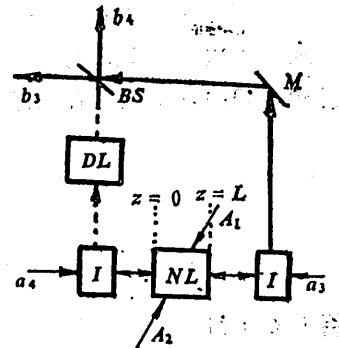 b₄
b₃
BS
M
DL
z = 0
z = L
A₁
a₄
I
NL
I
a₃
A₂